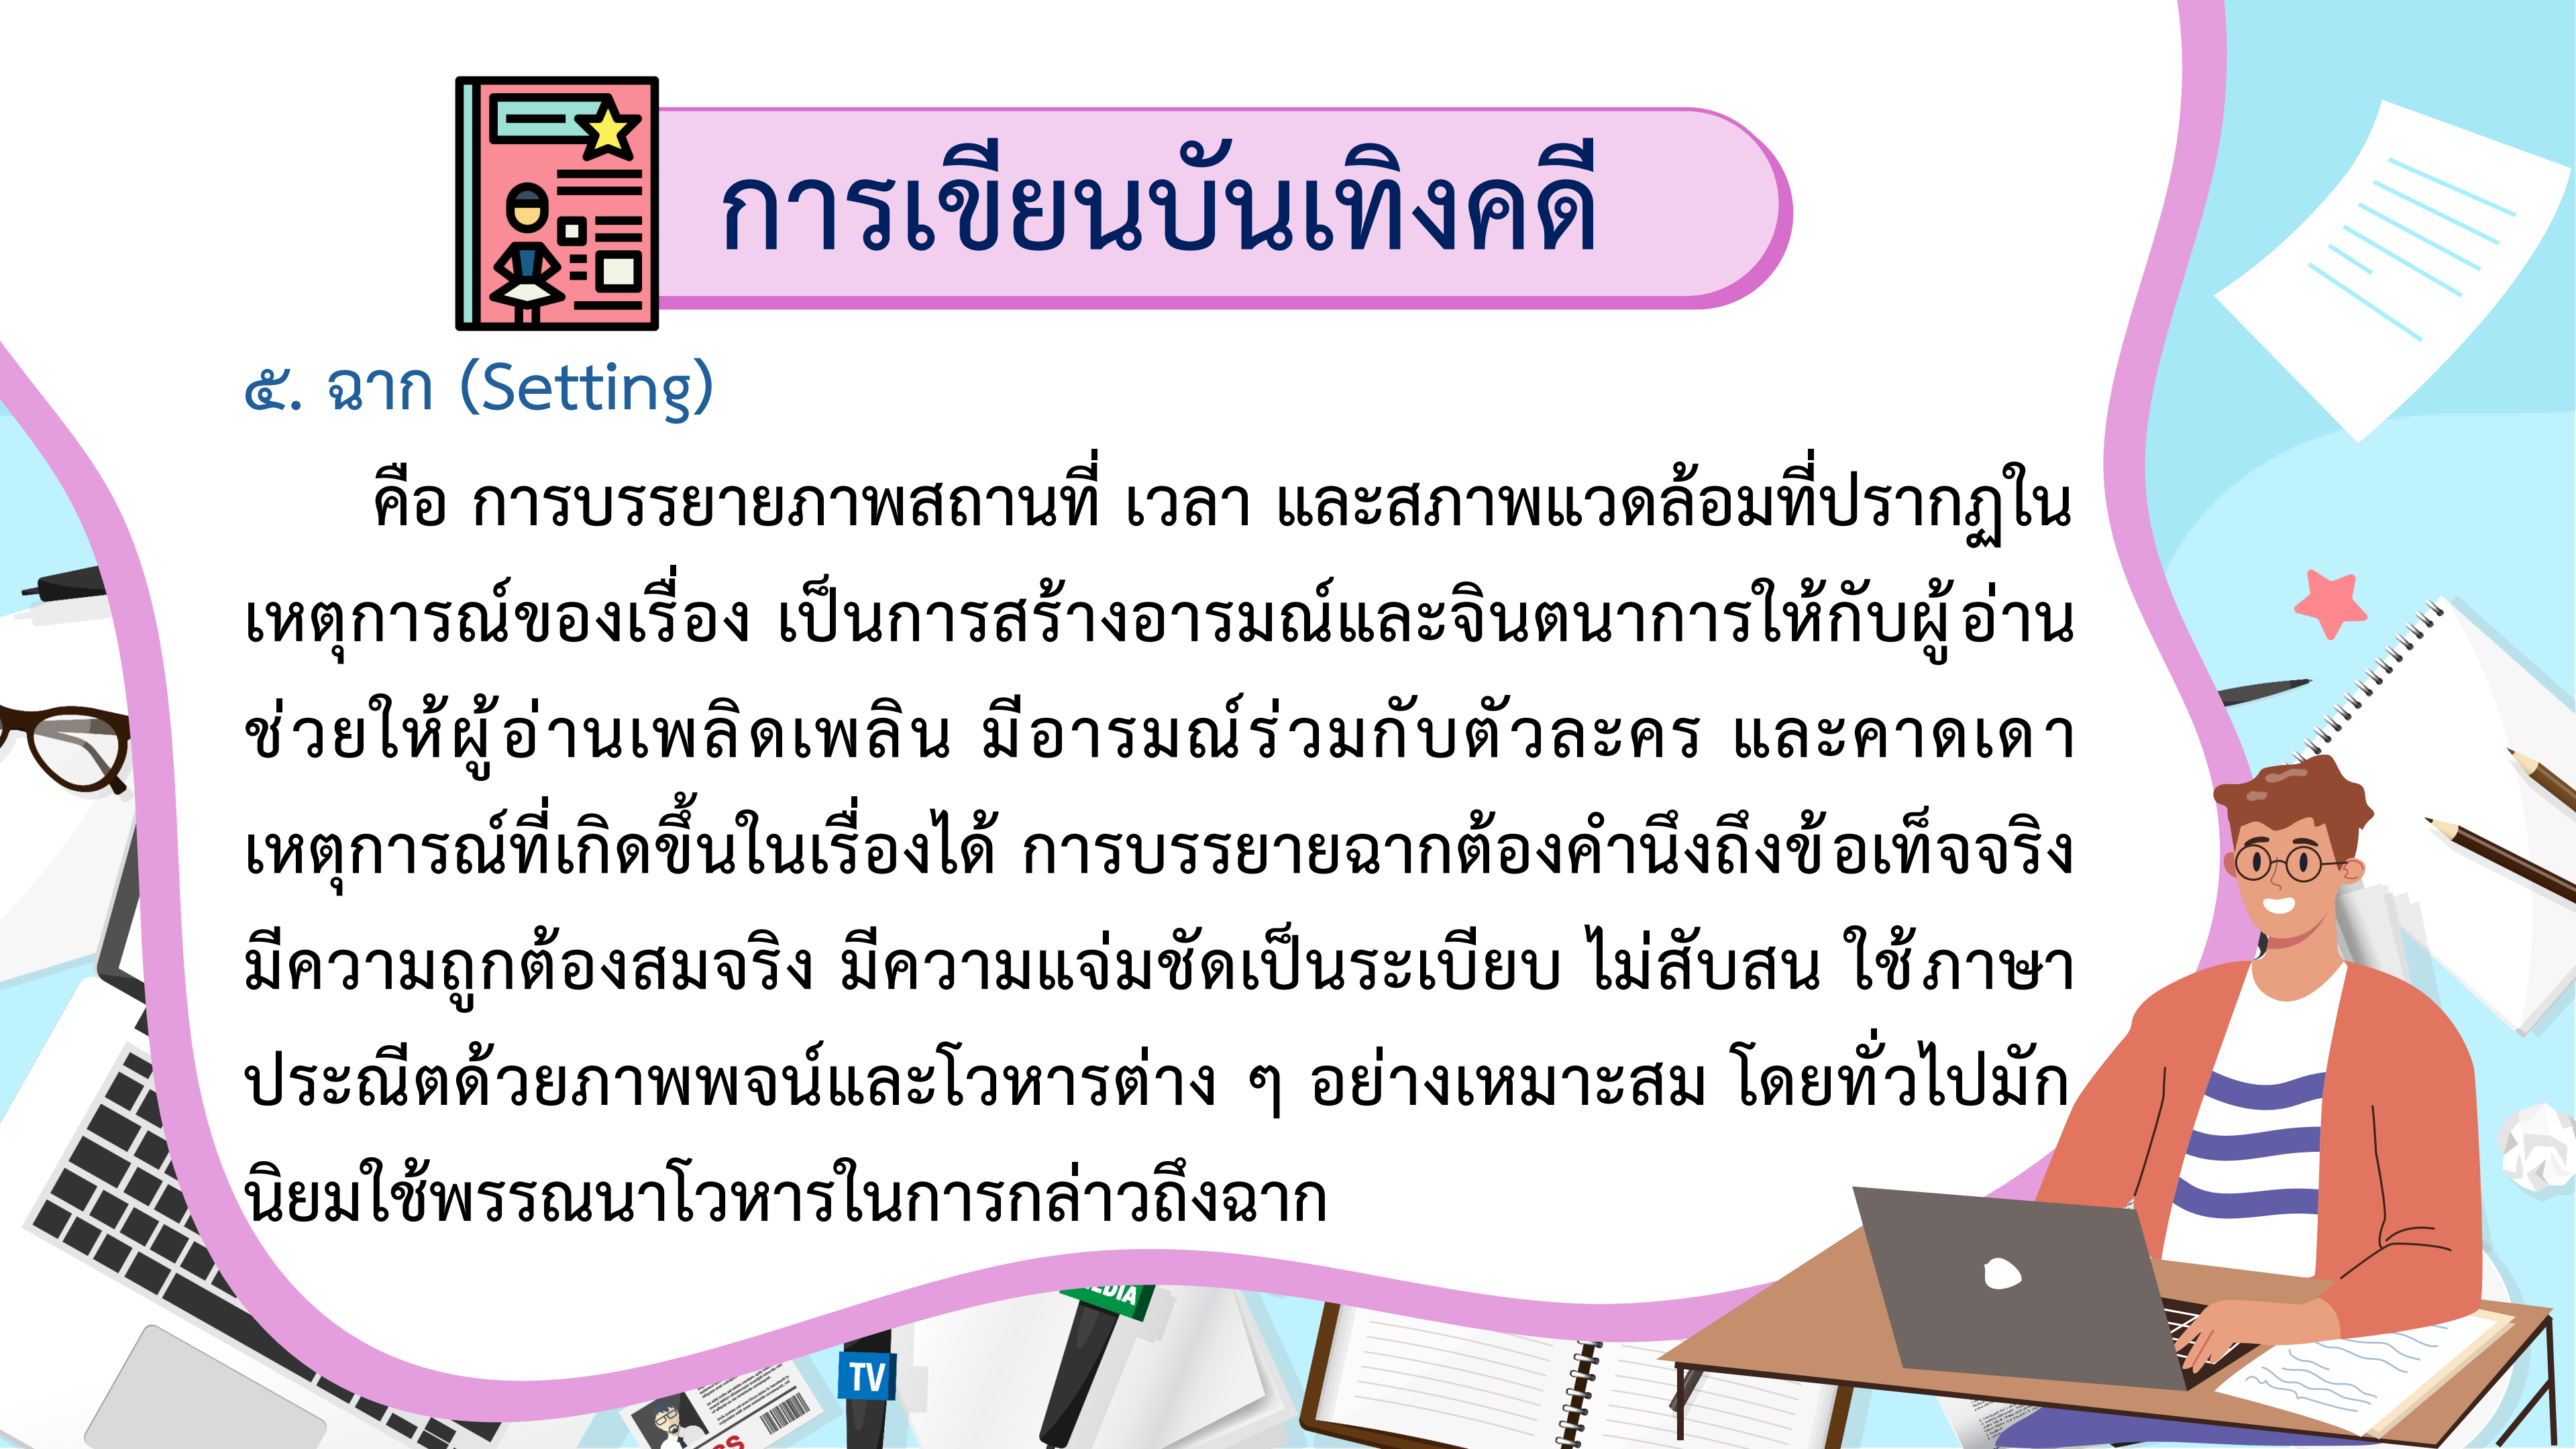 การเขียนบันเทิงคดี
๕. ฉาก (Setting)
คือ การบรรยายภาพสถานที่ เวลา และสภาพแวดล้อมที่ปรากฏใน
เหตุการณ์ของเรื่อง เป็นการสร้างอารมณ์และจินตนาการให้กับผู้อ่าน
ช่วยให้ผู้อ่านเพลิดเพลิน มีอารมณ์ร่วมกับตัวละคร และคาดเดา
เหตุการณ์ที่เกิดขึ้นในเรื่องได้ การบรรยายฉากต้องคำนึงถึงข้อเท็จจริง
มีความถูกต้องสมจริง มีความแจ่มชัดเป็นระเบียบ ไม่สับสน ใช้ภาษา
ประณีตด้วยภาพพจน์และโวหารต่าง ๆ อย่างเหมาะสม โดยทั่วไปมัก
นิยมใช้พรรณนาโวหารในการกล่าวถึงฉาก
TV